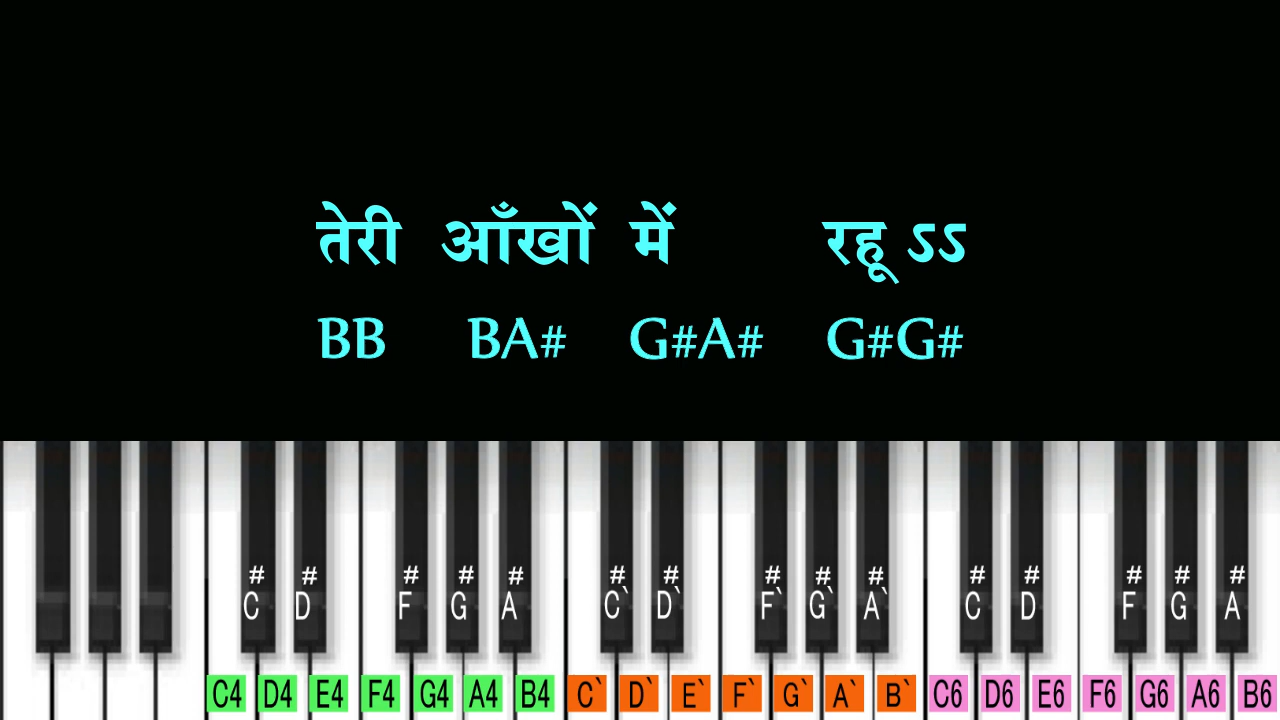 तेरी आँखों में रहू ऽऽ
BB BA# G#A# G#G#
# # # # # # # # # # # # # # #
C D F G A C` D` F` G` A` C D F G A
C4 D4 E4 F4 G4 A4 B4 C` D` E` F` G` A` B` C6 D6 E6 F6 G6 A6 B6